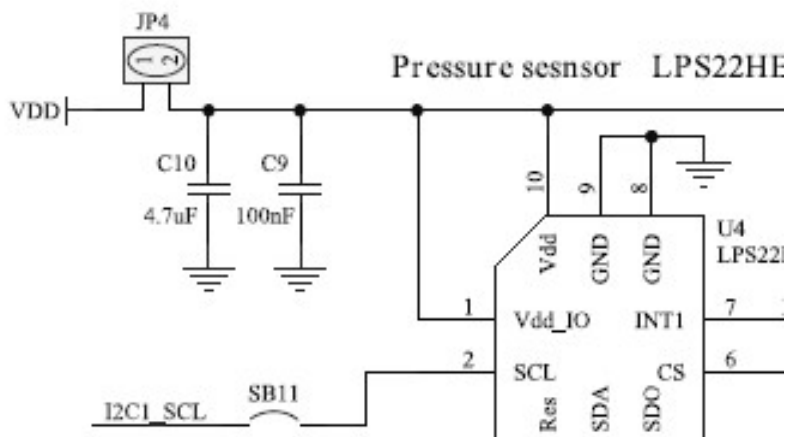 JP4
1 2
Pressure sesnsor LPS22HB
VDD
C10 C9
4.7uF 100nF
10 9 8
U4
Vdd GND GND
1 Vdd_IO INT1 7
2 SCL CS 6
I2C1_SCL SB11
Res SDA SDO